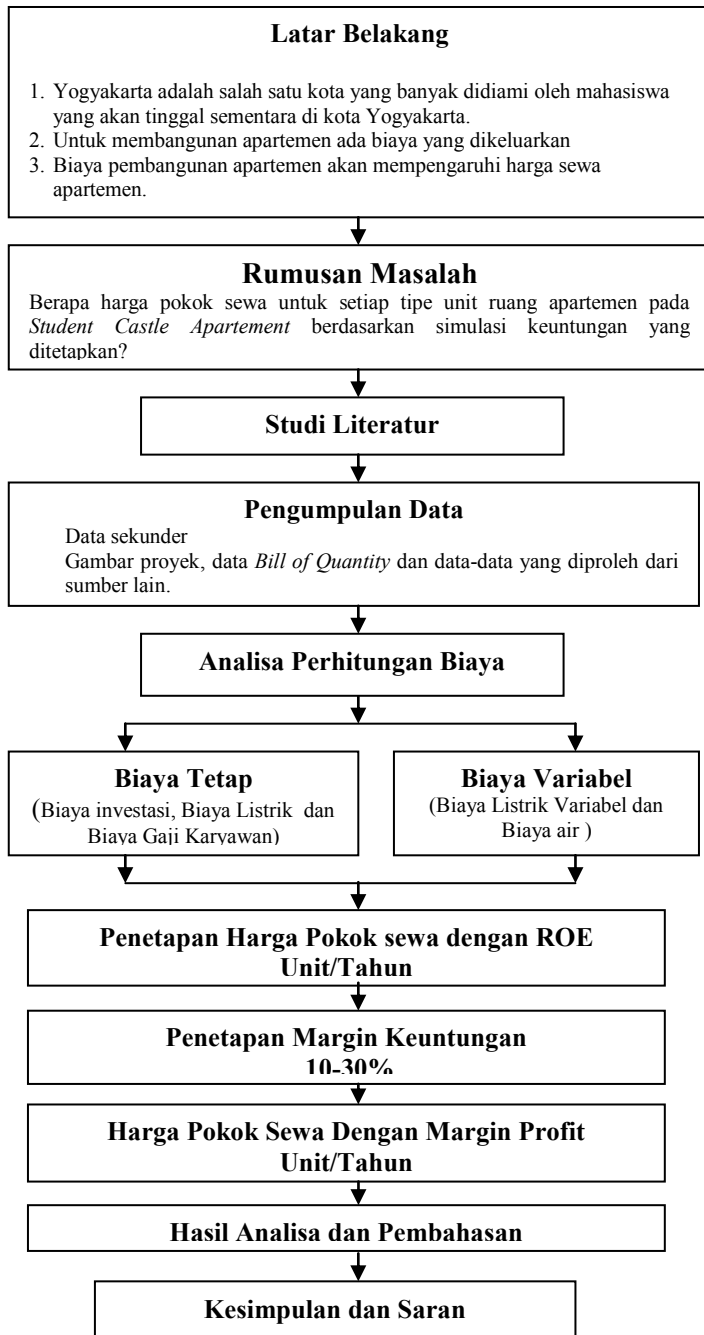 Latar Belakang
1. Yogyakarta adalah salah satu kota yang banyak didiami oleh mahasiswa
yang akan tinggal sementara di kota Yogyakarta.
2. Untuk membangunan apartemen ada biaya yang dikeluarkan
3. Biaya pembangunan apartemen akan mempengaruhi harga sewa
apartemen.
Rumusan Masalah
Berapa harga pokok sewa untuk setiap tipe unit ruang apartemen pada
Student Castle Apartement berdasarkan simulasi keuntungan yang
ditetapkan?
Studi Literatur
Pengumpulan Data
Data sekunder
Gambar proyek, data Bill of Quantity dan data-data yang diproleh dari
sumber lain.
Analisa Perhitungan Biaya
Biaya Tetap
(Biaya investasi, Biaya Listrik dan
Biaya Gaji Karyawan)
Biaya Variabel
(Biaya Listrik Variabel dan
Biaya air )
Penetapan Harga Pokok sewa dengan ROE
Unit/Tahun
Penetapan Margin Keuntungan
10-30%
Harga Pokok Sewa Dengan Margin Profit
Unit/Tahun
Hasil Analisa dan Pembahasan
Kesimpulan dan Saran